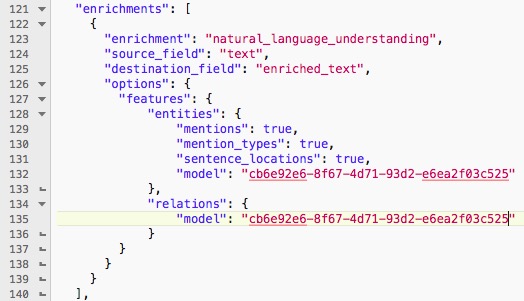 121 "enrichments": [
122 {
123 "enrichment": "natural_language_understanding",
124 "source_field": "text",
125 "destination_field": "enriched_text",
126 "options": {
127 "features": {
128 "entities": {
129 "mentions": true,
130 "mention_types": true,
131 "sentence_locations": true,
132 "model": "cb6e92e6-8f67-4d71-93d2-e6ea2f03c525"
133 },
134 "relations": {
135 "model": "cb6e92e6-8f67-4d71-93d2-e6ea2f03c525"
136 }
137 }
138 }
139 }
140 ],